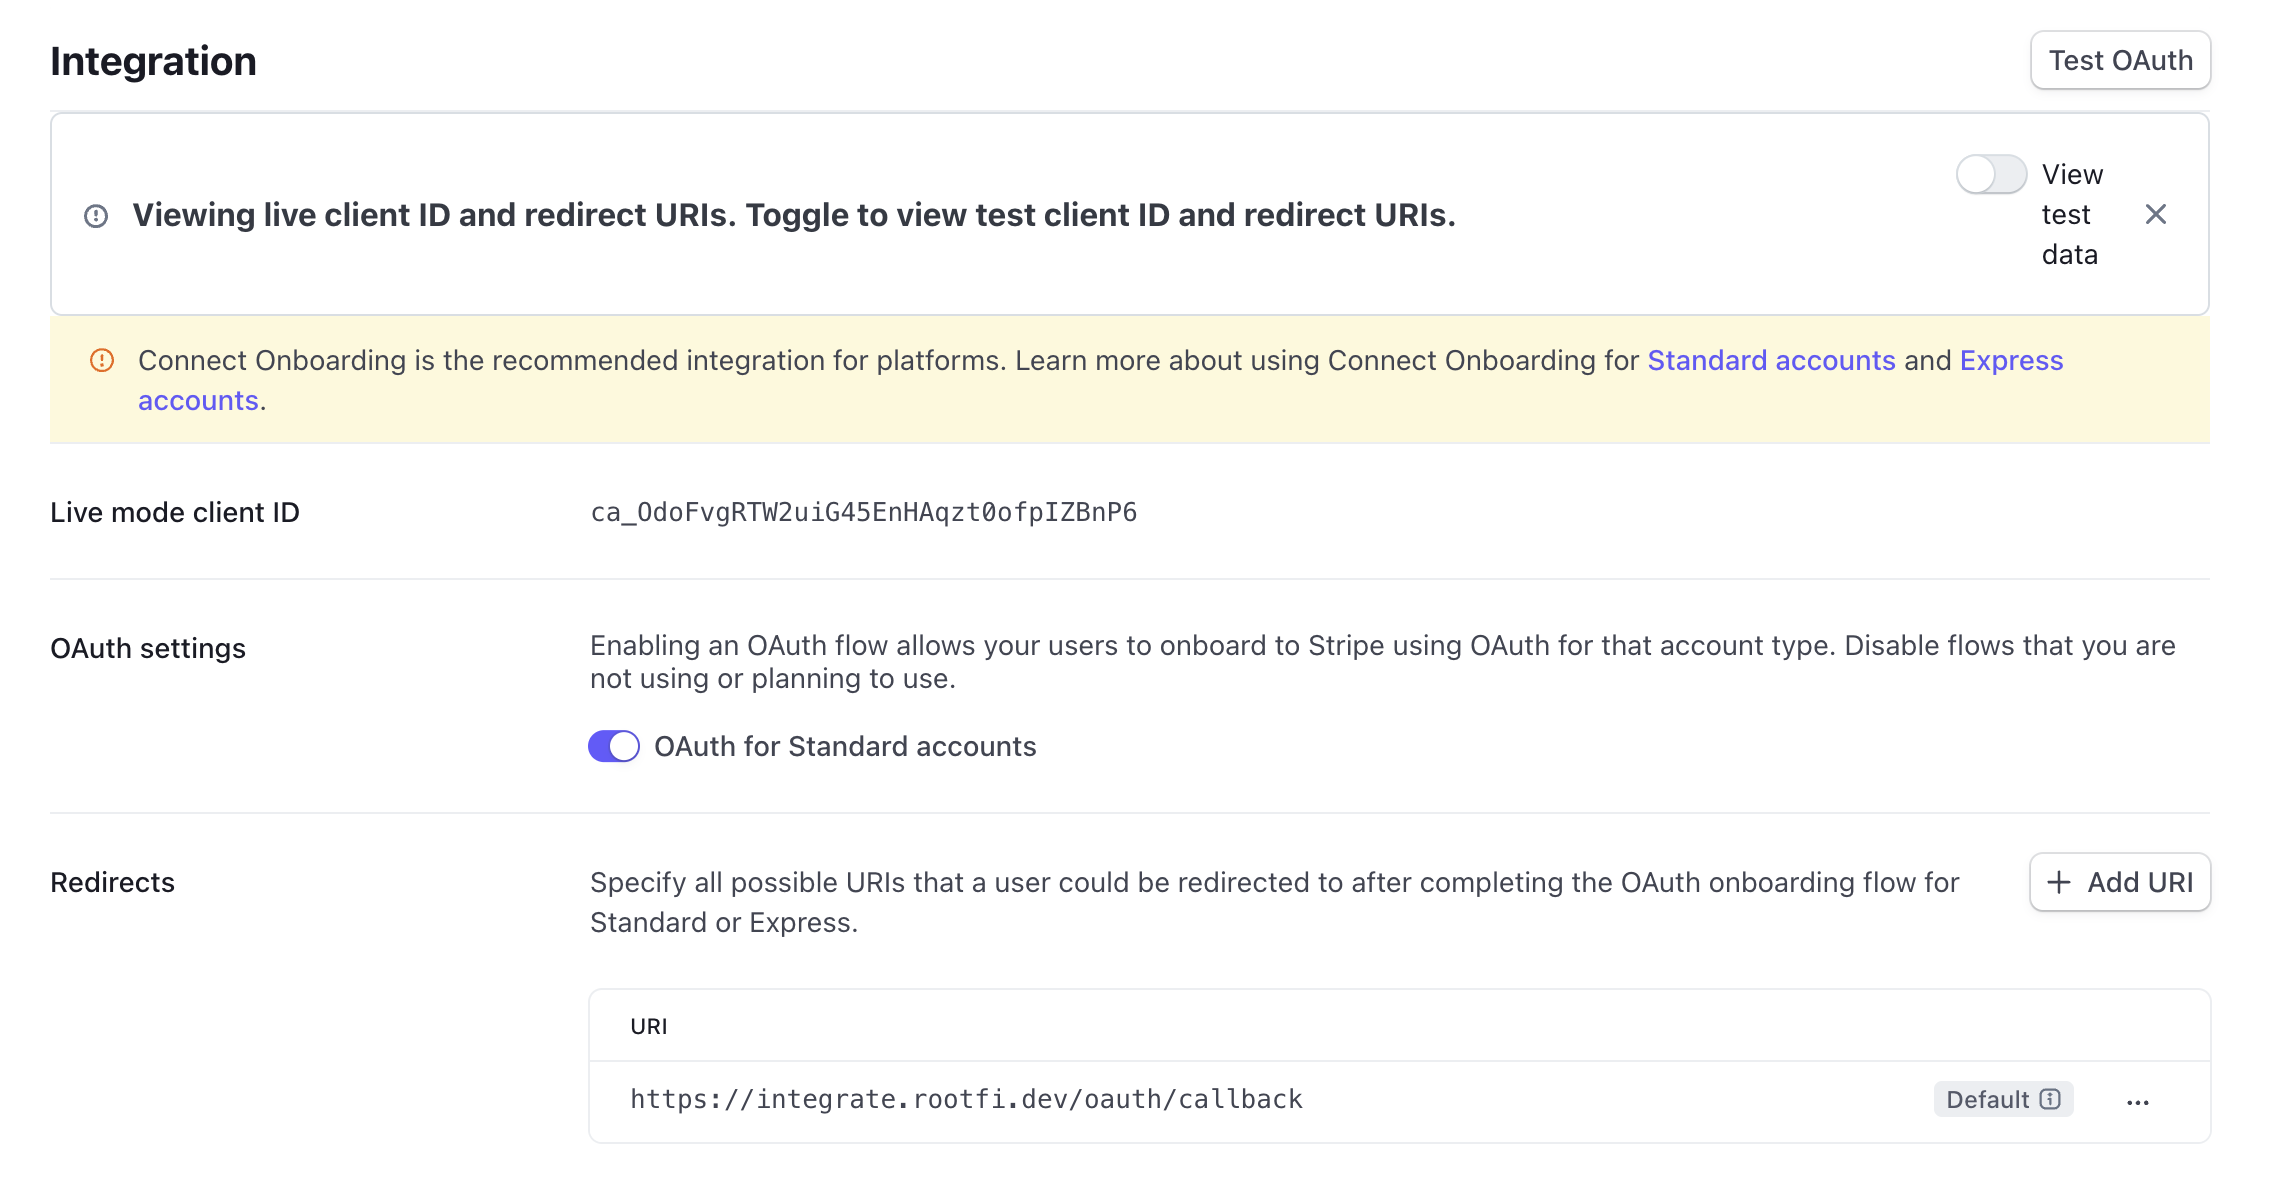 Integration
Test OAuth
Viewing live client ID and redirect URIs. Toggle to view test client ID and redirect URIs.
View
test
data
Connect Onboarding is the recommended integration for platforms. Learn more about using Connect Onboarding for Standard accounts and Express
accounts.
Live mode client ID
ca_OdoFvgRTW2uiG45EnHAqzt0ofpIZBnP6
OAuth settings
Enabling an OAuth flow allows your users to onboard to Stripe using OAuth for that account type. Disable flows that you are
not using or planning to use.
OAuth for Standard accounts
Redirects
Specify all possible URIs that a user could be redirected to after completing the OAuth onboarding flow for
Standard or Express.
+ Add URI
URI
https://integrate.rootfi.dev/oauth/callback
Default